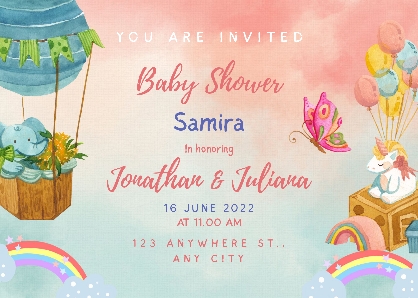 YOU ARE INVITED
Baby Shower
Samira
In honoring
Jonathan & Juliana
16 JUNE 2022
AT 11.00 AM
123 ANYWHERE ST.,
ANY CITY